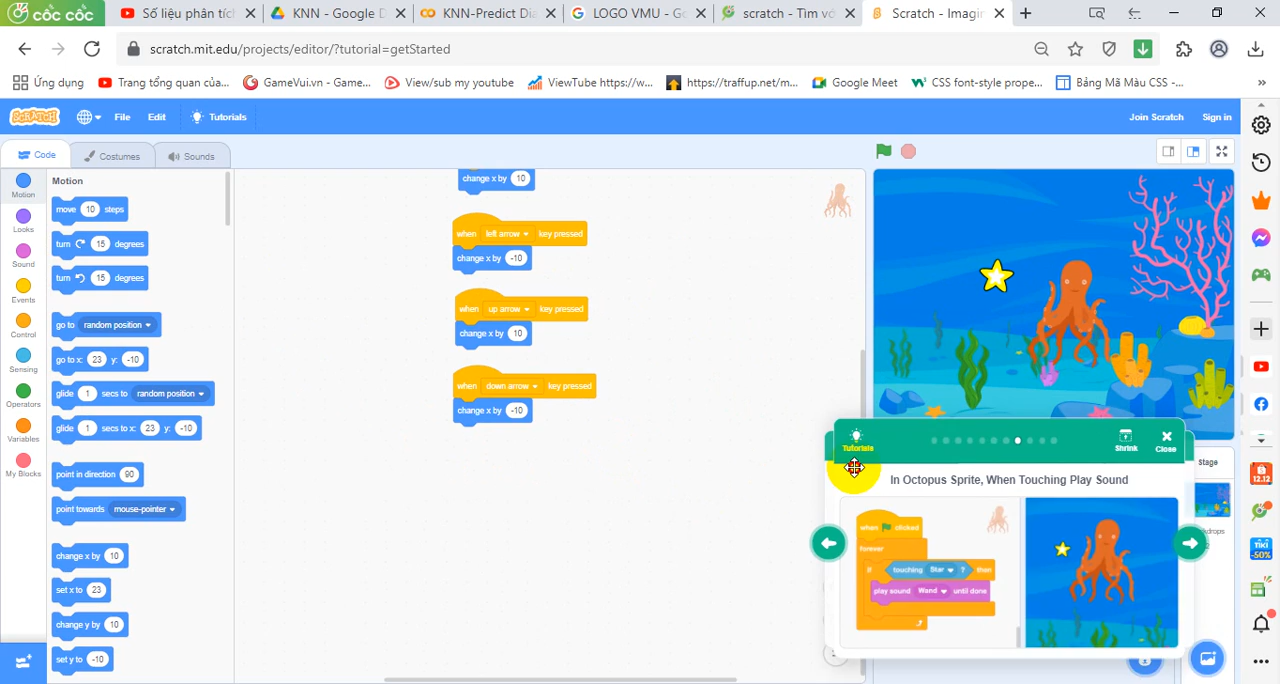 cốc cốc
Số liệu phân tích
KNN - Google D
KNN-Predict Dia
LOGO VMU - Go
scratch - Tìm vớ
Scratch - Imagin
scratch.mit.edu/projects/editor/?tutorial=getStarted
Ứng dụng
Trang tổng quan của...
GameVui.vn - Game...
View/sub my youtube
ViewTube https://w...
https://traffup.net/m...
Google Meet
CSS font-style prope...
Bảng Mã Màu CSS -...
»
SCRATCH
File
Edit
Tutorials
Join Scratch
Sign in
Code
Costumes
Sounds
Motion
Looks
Sound
Events
Control
Sensing
Operators
Variables
My Blocks
Motion
move 10 steps
turn 15 degrees
turn 15 degrees
go to random position
go to x: 23 y: -10
glide 1 secs to random position
glide 1 secs to x: 23 y: -10
point in direction 90
point towards mouse-pointer
change x by 10
set x to 23
change y by 10
set y to -10
change x by 10
when left arrow key pressed
change x by -10
when up arrow key pressed
change x by 10
when down arrow key pressed
change x by -10
Tutorials
Shrink
Close
In Octopus Sprite, When Touching Play Sound
when clicked
forever
if touching Star ? then
play sound Wand until done
Stage
12.12
TIKI
-50%